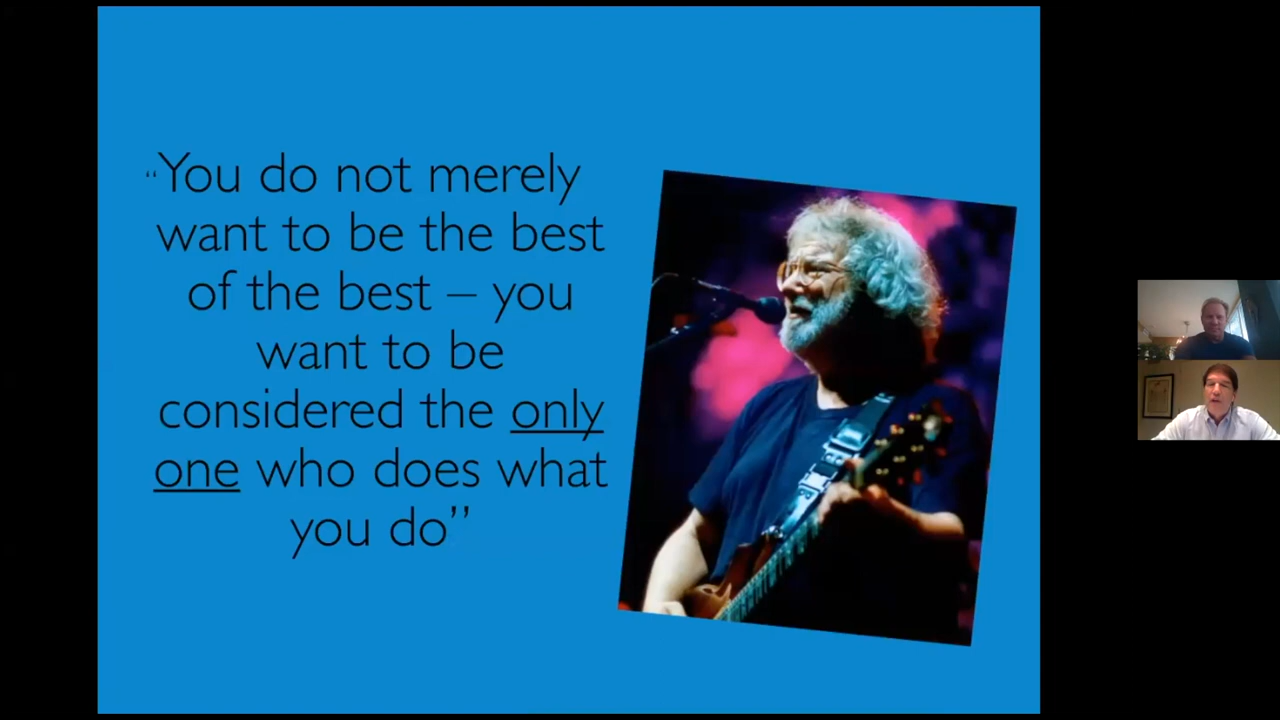 “You do not merely
want to be the best
of the best – you
want to be
considered the only
one who does what
you do”